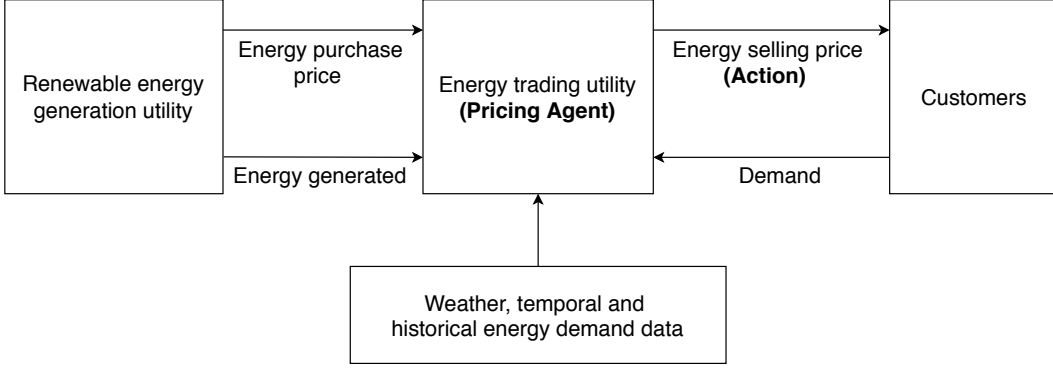 Renewable energy
generation utility
Energy purchase
price
Energy generated
Energy trading utility
(Pricing Agent)
Energy selling price
(Action)
Demand
Customers
Weather, temporal and
historical energy demand data